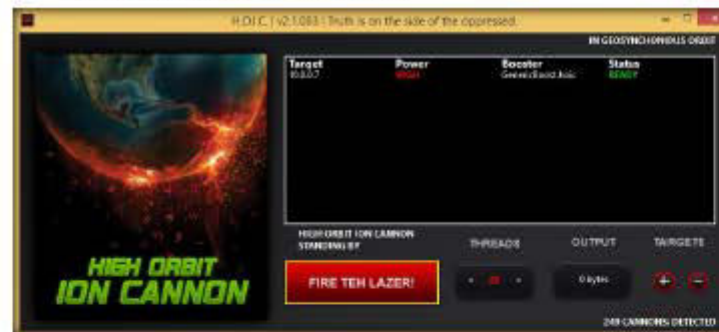 H.O.I.C. | v2.1.003 | Truth is on the side of the oppressed.
IN GEOSYNCHONOUS ORBIT
Target Power Booster Status
10.0.0.7 HIGH GenericBoost.hoic READY
HIGH ORBIT
ION CANNON
HIGH ORBIT ION CANNON
STANDING BY
THREADS OUTPUT TARGETS
FIRE TEH LAZER!
0 bytes
+ -
249 CANNONS DETECTED